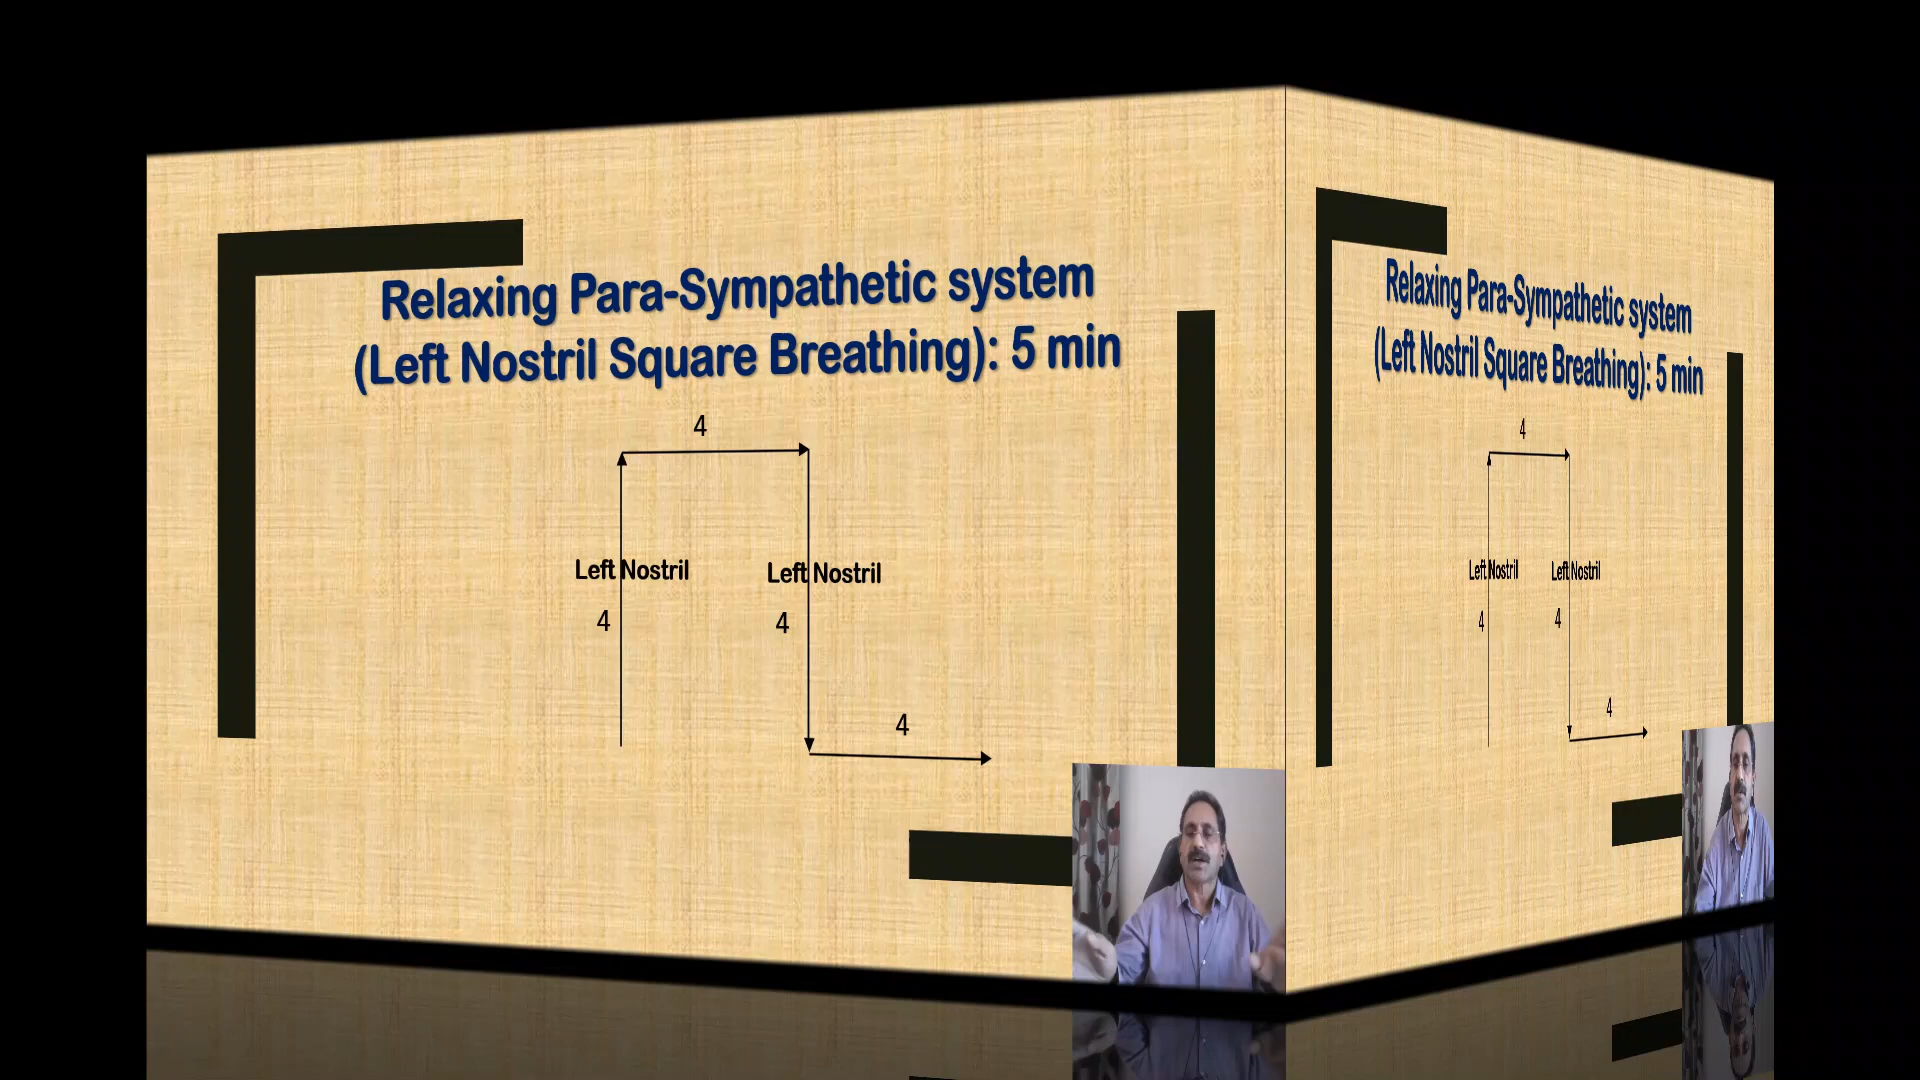 Relaxing Para-Sympathetic system
(Left Nostril Square Breathing): 5 min
4
Left Nostril
Left Nostril
4
4
4
Relaxing Para-Sympathetic system
(Left Nostril Square Breathing): 5 min
4
Left Nostril
Left Nostril
4
4
4